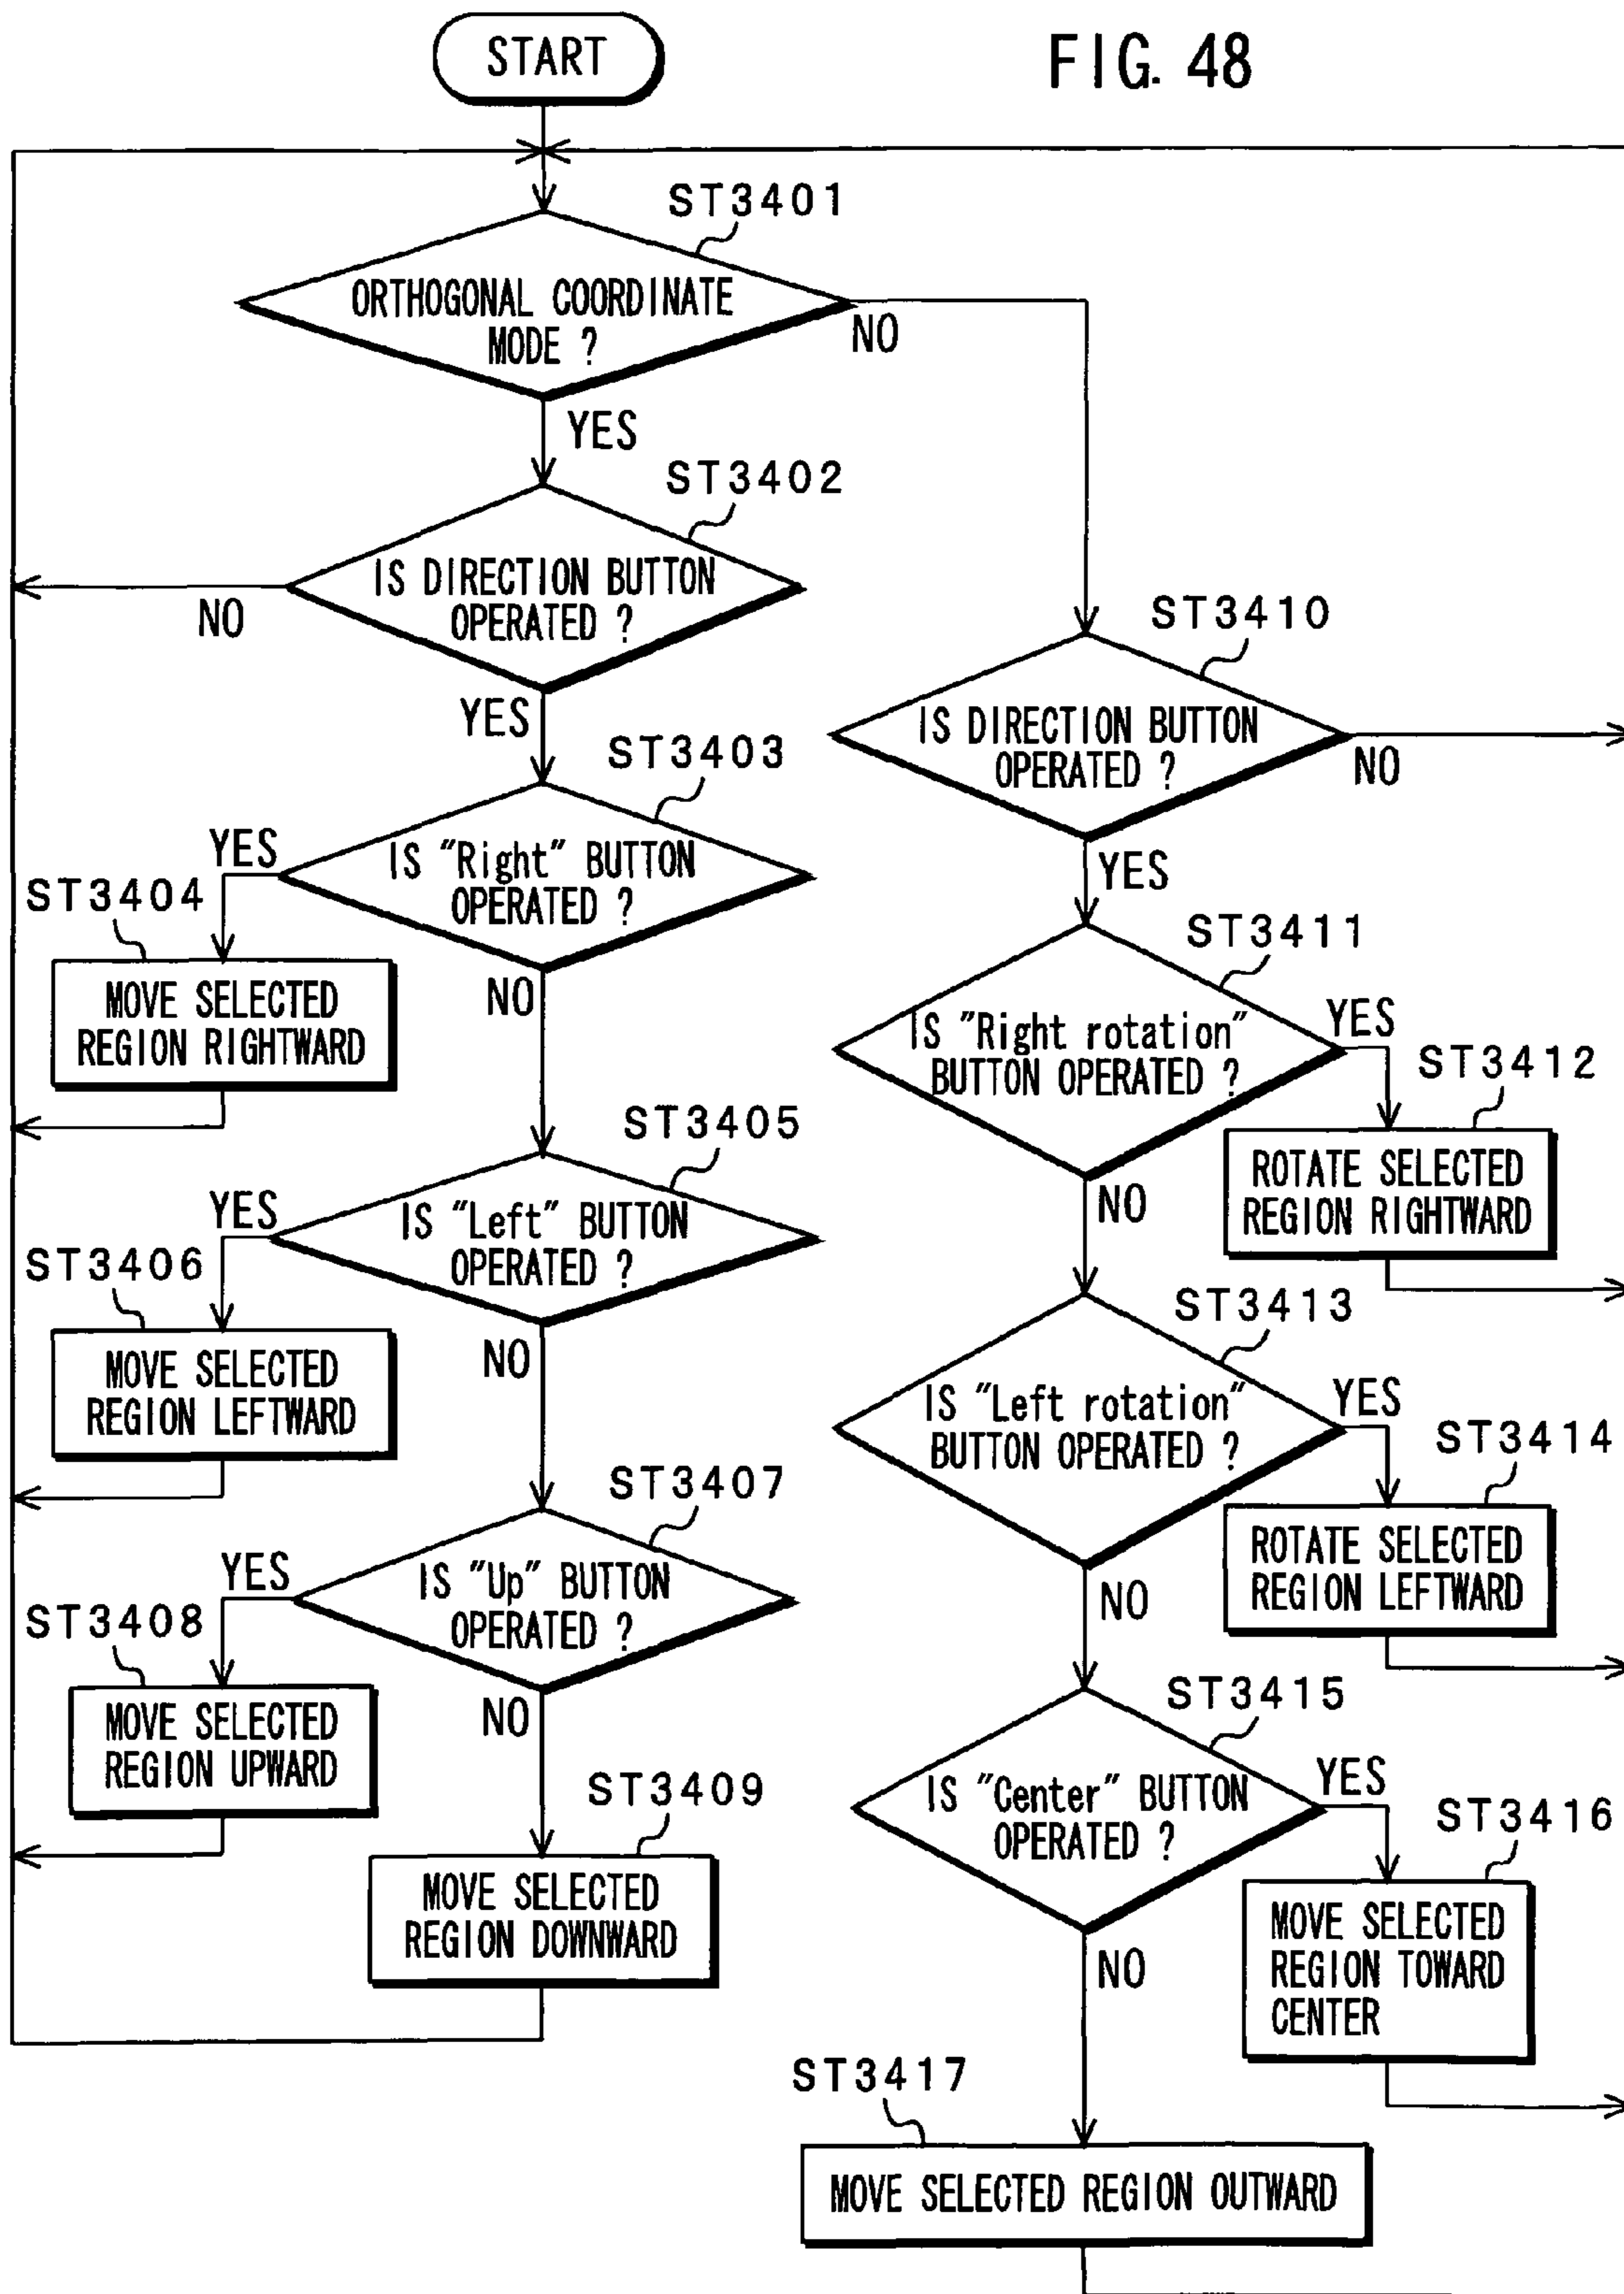 FIG. 48
START
ST3401
ORTHOGONAL COORDINATE
MODE ?
NO
YES
ST3402
IS DIRECTION BUTTON
OPERATED ?
NO
YES
ST3403
IS "Right" BUTTON
OPERATED ?
YES
ST3404
MOVE SELECTED
REGION RIGHTWARD
NO
ST3405
IS "Left" BUTTON
OPERATED ?
YES
ST3406
MOVE SELECTED
REGION LEFTWARD
NO
ST3407
IS "Up" BUTTON
OPERATED ?
YES
ST3408
MOVE SELECTED
REGION UPWARD
NO
ST3409
MOVE SELECTED
REGION DOWNWARD
ST3410
IS DIRECTION BUTTON
OPERATED ?
NO
YES
ST3411
IS "Right rotation"
BUTTON OPERATED ?
YES
ST3412
ROTATE SELECTED
REGION RIGHTWARD
NO
ST3413
IS "Left rotation"
BUTTON OPERATED ?
YES
ST3414
ROTATE SELECTED
REGION LEFTWARD
NO
ST3415
IS "Center" BUTTON
OPERATED ?
YES
ST3416
MOVE SELECTED
REGION TOWARD
CENTER
NO
ST3417
MOVE SELECTED REGION OUTWARD